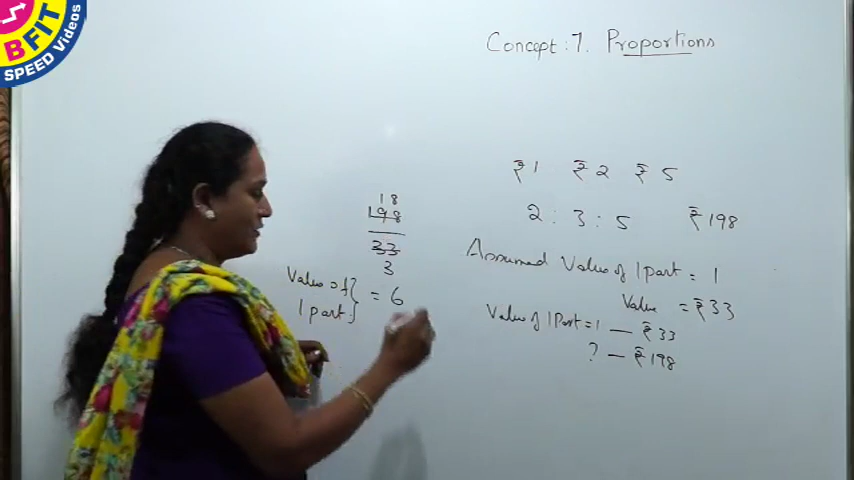 BFIT
SPEED Videos
Concept : 7. Proportions
₹ 1 ₹ 2 ₹ 5
2 : 3 : 5 ₹ 198
Assumed Value of 1 part = 1
Value = ₹ 33
Value of 1 Part = 1 — ₹ 33
? — ₹ 198
18
198
33
3
Value of } = 6
1 part